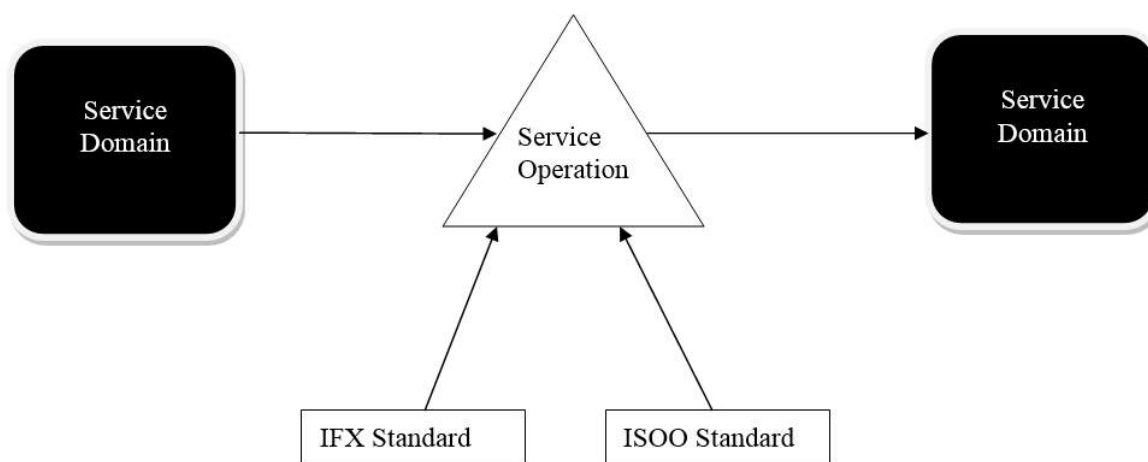 Service
Domain
Service
Operation
Service
Domain
IFX Standard
ISOO Standard